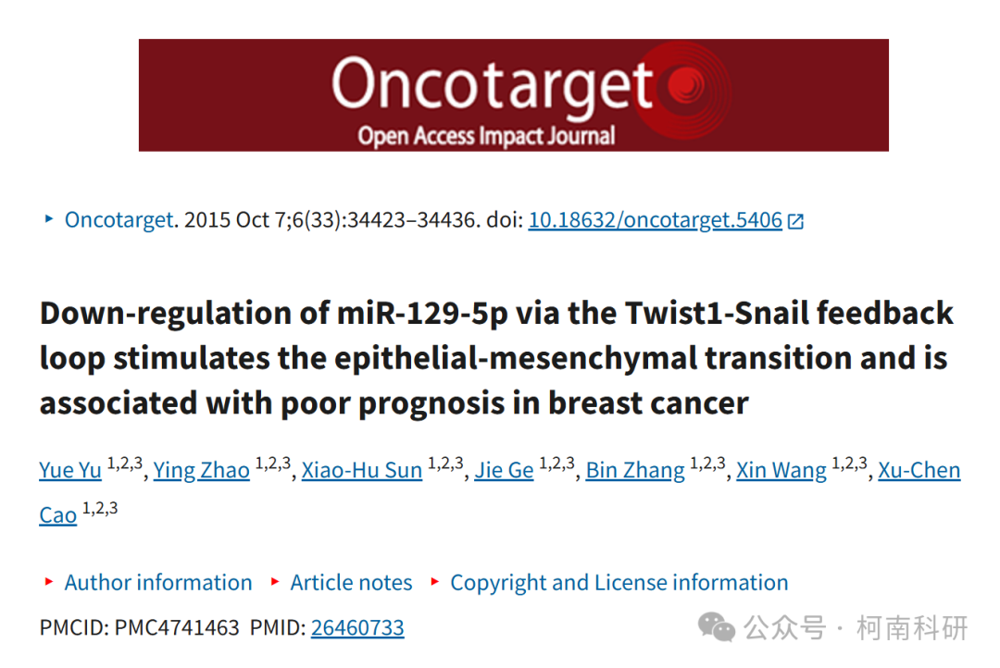 Oncotarget
Open Access Impact Journal
Oncotarget. 2015 Oct 7;6(33):34423–34436. doi: 10.18632/oncotarget.5406
Down-regulation of miR-129-5p via the Twist1-Snail feedback
loop stimulates the epithelial-mesenchymal transition and is
associated with poor prognosis in breast cancer
Yue Yu 1,2,3, Ying Zhao 1,2,3, Xiao-Hu Sun 1,2,3, Jie Ge 1,2,3, Bin Zhang 1,2,3, Xin Wang 1,2,3, Xu-Chen
Cao 1,2,3
Author information Article notes Copyright and License information
PMCID: PMC4741463 PMID: 26460733
公众号 · 柯南科研